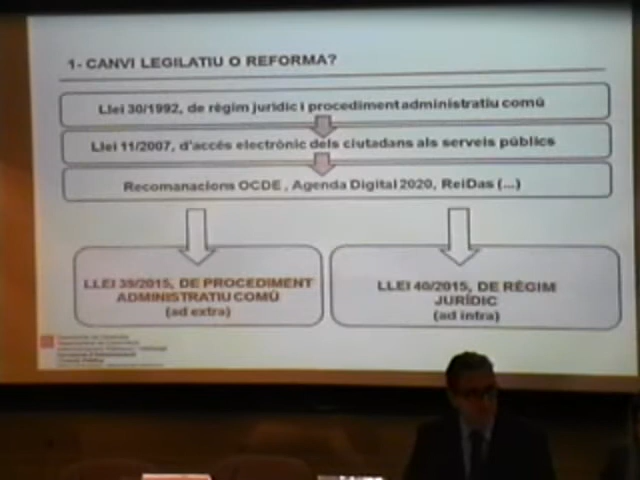 1- CANVI LEGISLATIU O REFORMA?
Llei 30/1992, de règim jurídic i procediment administratiu comú
Llei 11/2007, d'accés electrònic dels ciutadans als serveis públics
Recomanacions OCDE , Agenda Digital 2020, ReiDas (...)
LLEI 39/2015, DE PROCEDIMENT
ADMINISTRATIU COMÚ
(ad extra)
LLEI 40/2015, DE RÈGIM
JURÍDIC
(ad intra)